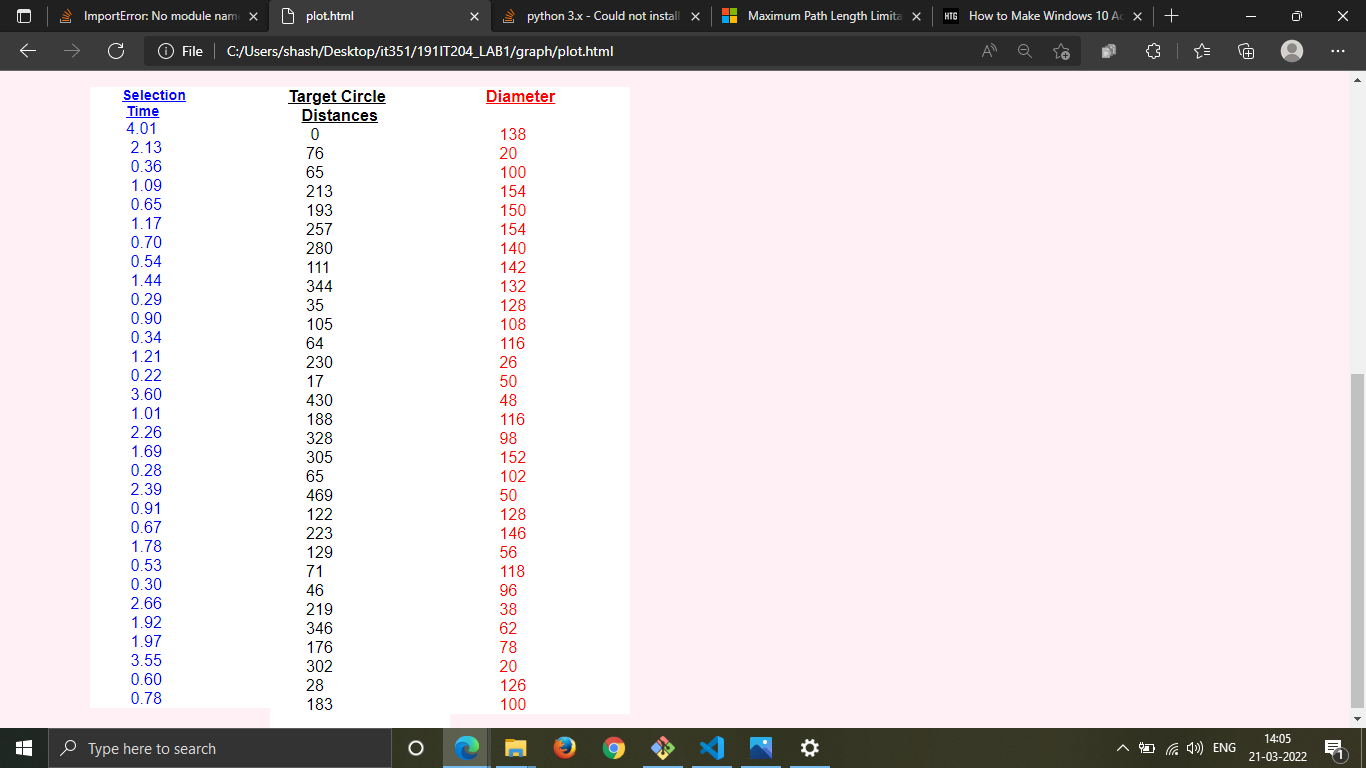 ImportError: No module nam
plot.html
python 3.x - Could not install
Maximum Path Length Limita
HTG How to Make Windows 10 Ac
File C:/Users/shash/Desktop/it351/191IT204_LAB1/graph/plot.html
Selection Time Target Circle Distances Diameter
4.01 0 138
2.13 76 20
0.36 65 100
1.09 213 154
0.65 193 150
1.17 257 154
0.70 280 140
0.54 111 142
1.44 344 132
0.29 35 128
0.90 105 108
0.34 64 116
1.21 230 26
0.22 17 50
3.60 430 48
1.01 188 116
2.26 328 98
1.69 305 152
0.28 65 102
2.39 469 50
0.91 122 128
0.67 223 146
1.78 129 56
0.53 71 118
0.30 46 96
2.66 219 38
1.92 346 62
1.97 176 78
3.55 302 20
0.60 28 126
0.78 183 100
Type here to search
ENG
14:05
21-03-2022
1